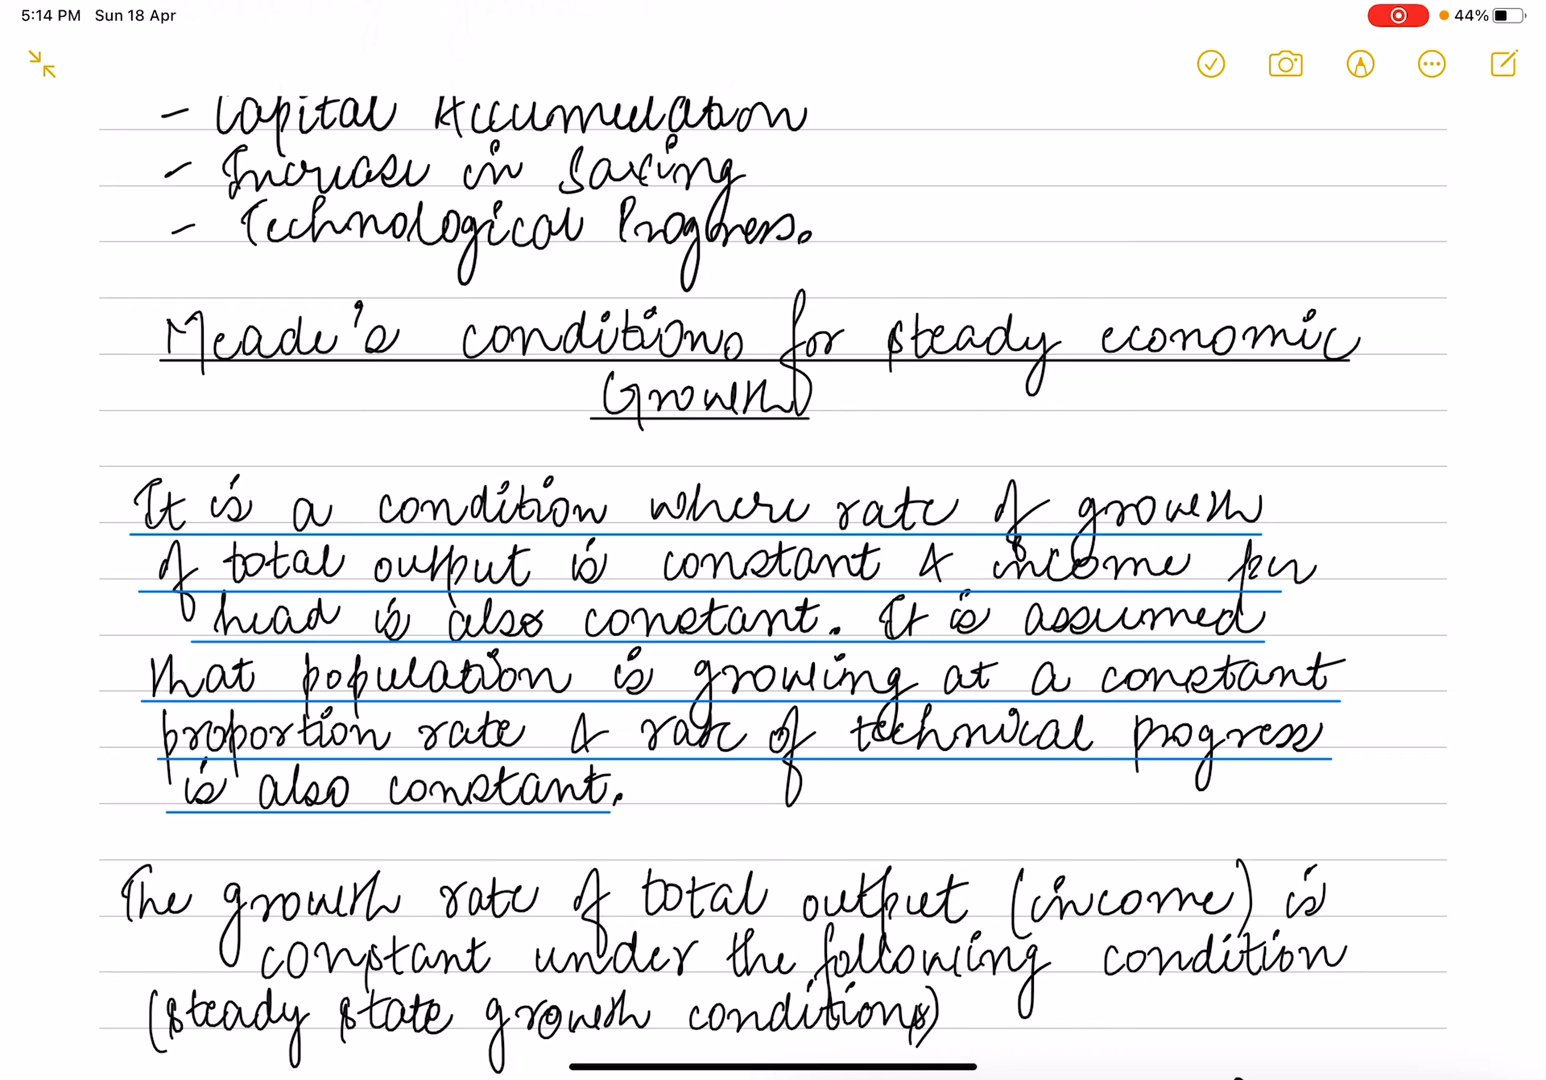 5:14 PM Sun 18 Apr
44%
- Capital Accumulation
- Increase in Saving
- Technological Progress.
Meade's conditions for steady economic
Growth
It is a condition where rate of growth
of total output is constant & income per
head is also constant. It is assumed
that population is growing at a constant
proportion rate & rate of technical progress
is also constant.
The growth rate of total output (income) is
constant under the following condition
(steady state growth conditions)